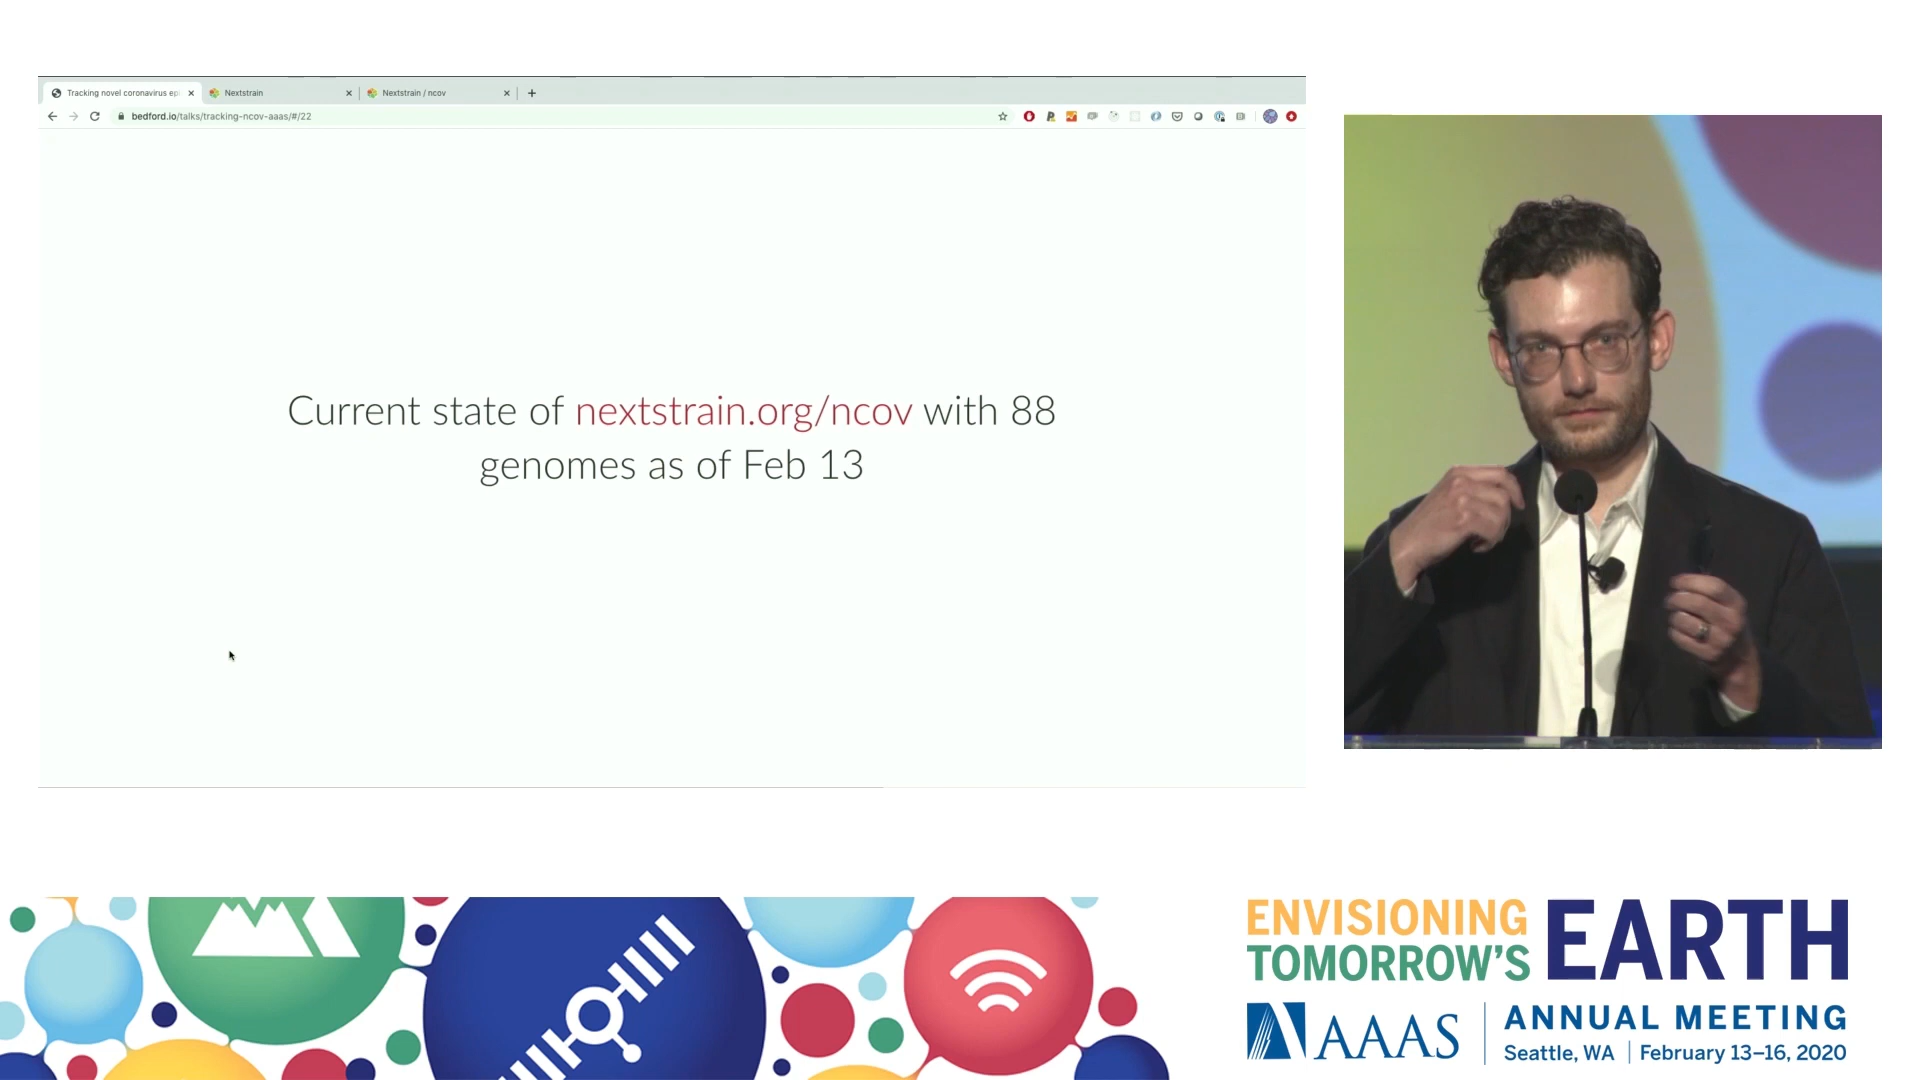 Tracking novel coronavirus ep
Nextstrain
Nextstrain / ncov
bedford.io/talks/tracking-ncov-aaas/#/22
Current state of nextstrain.org/ncov with 88
genomes as of Feb 13
ENVISIONING
TOMORROW'S
EARTH
AAAS
ANNUAL MEETING
Seattle, WA | February 13–16, 2020